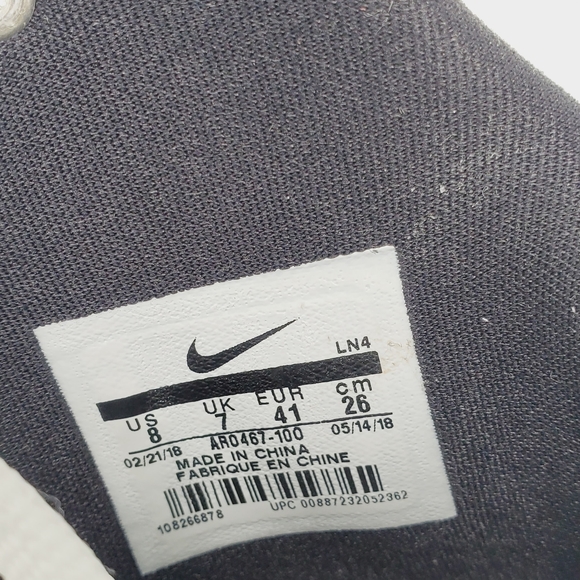 LN4
US UK EUR cm
8 7 41 26
02/21/18 AR0467-100 05/14/18
MADE IN CHINA
FABRIQUE EN CHINE
108266878 UPC 00887232052362